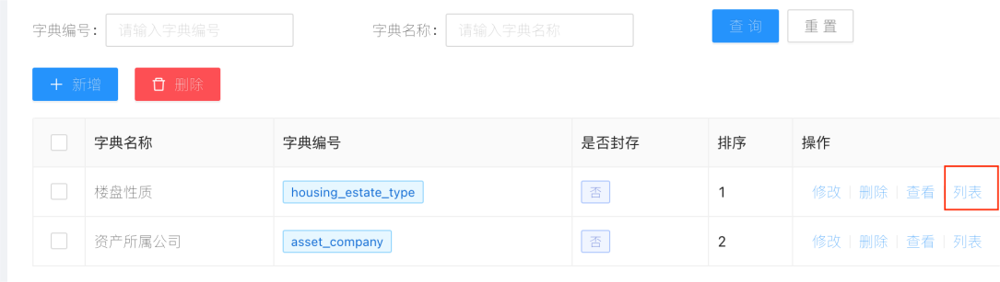 字典编号： 请输入字典编号 字典名称： 请输入字典名称 查 询 重 置
新增 删除
字典名称 字典编号 是否封存 排序 操作
楼盘性质 housing_estate_type 否 1 修改 删除 查看 列表
资产所属公司 asset_company 否 2 修改 删除 查看 列表